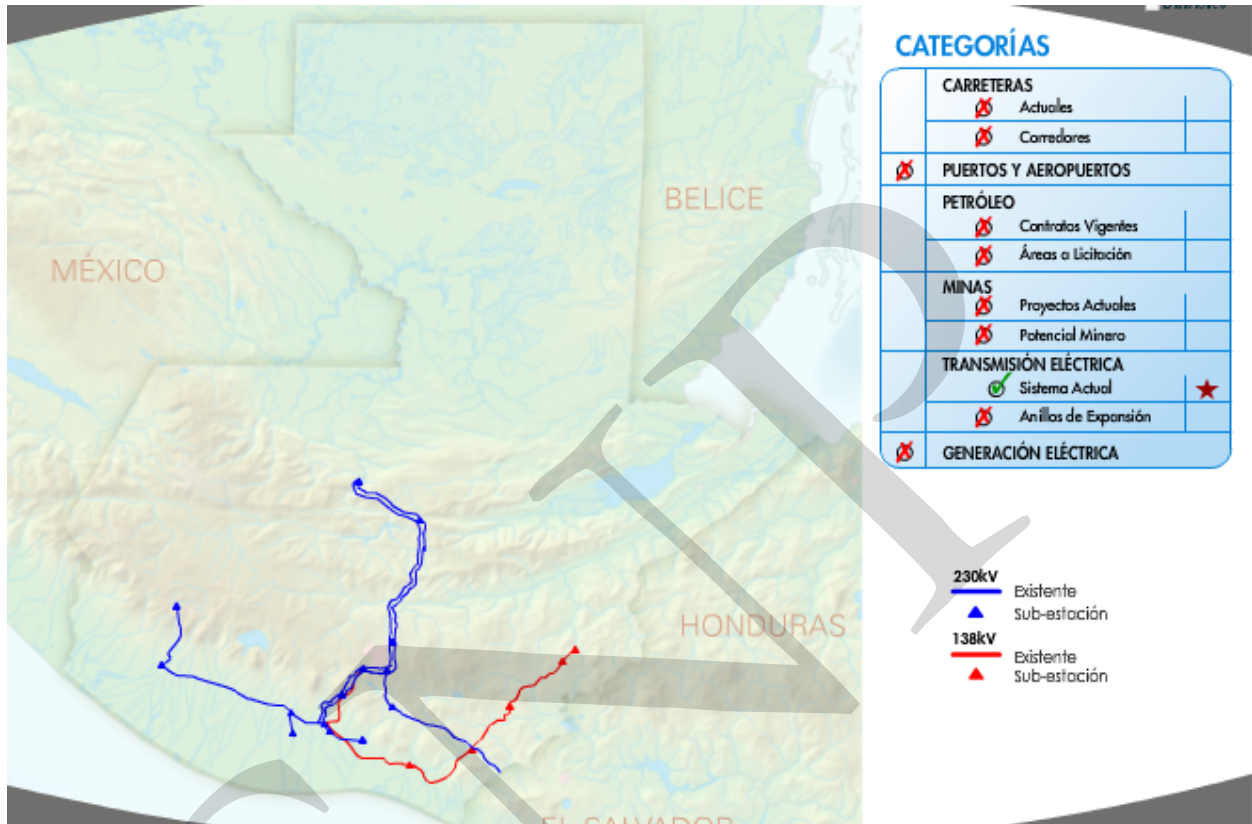 CATEGORÍAS
CARRETERAS
Actuales
Corredores
PUERTOS Y AEROPUERTOS
PETRÓLEO
Contratos Vigentes
Áreas a Licitación
MINAS
Proyectos Actuales
Potencial Minero
TRANSMISIÓN ELÉCTRICA
Sistema Actual
Anillos de Expansión
GENERACIÓN ELÉCTRICA
BELICE
MÉXICO
HONDURAS
EL SALVADOR
230kV
Existente
Sub-estación
138kV
Existente
Sub-estación